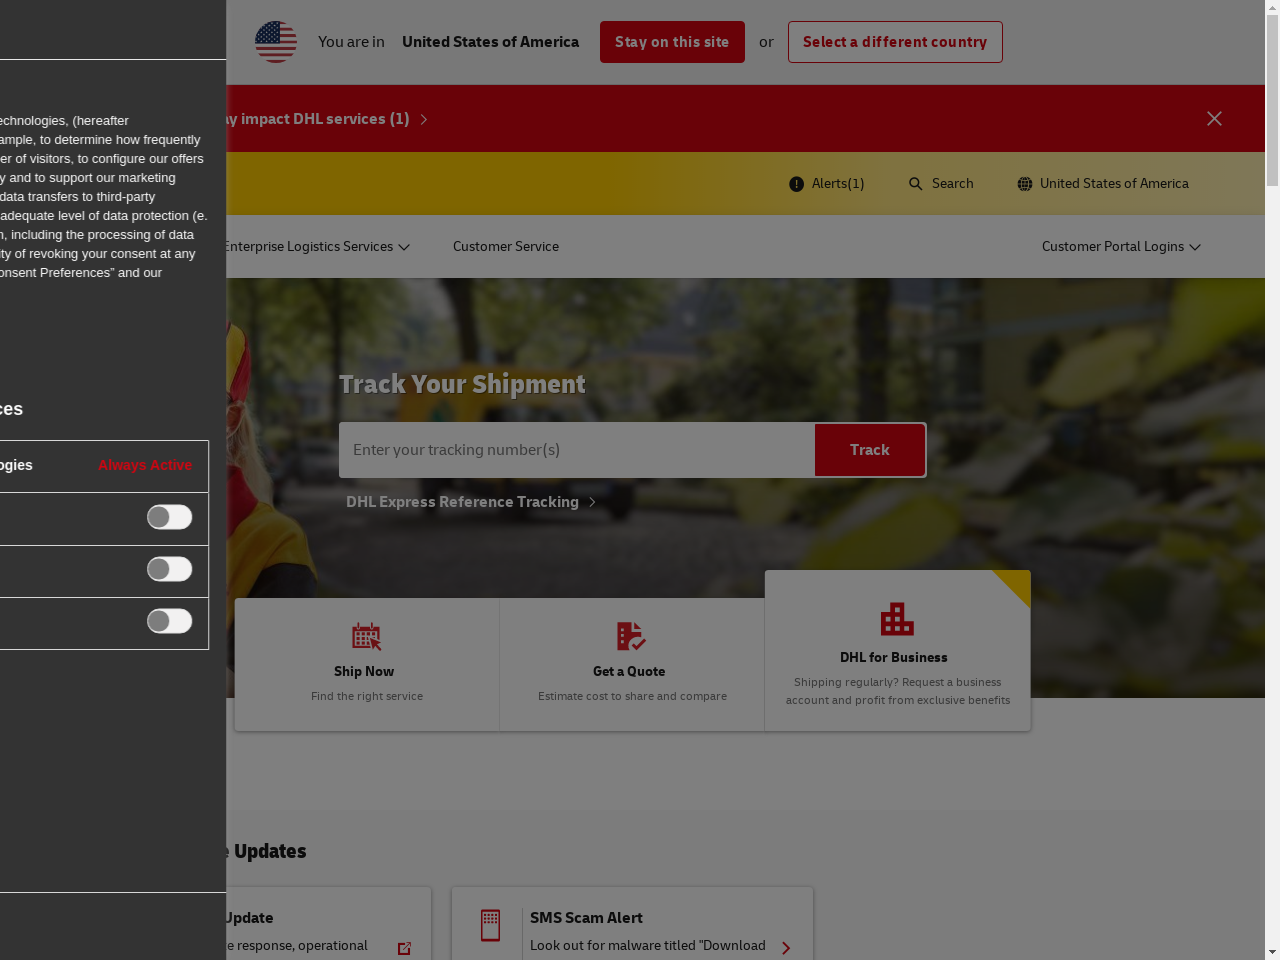 You are in United States of America Stay on this site or Select a different country
ay impact DHL services (1)
Alerts(1) Search United States of America
Enterprise Logistics Services Customer Service Customer Portal Logins
echnologies, (hereafter
ample, to determine how frequently
er of visitors, to configure our offers
y and to support our marketing
data transfers to third-party
adequate level of data protection (e.
n, including the processing of data
ity of revoking your consent at any
onsent Preferences” and our
ces
ogies Always Active
Track Your Shipment
Enter your tracking number(s) Track
DHL Express Reference Tracking
Ship Now
Find the right service
Get a Quote
Estimate cost to share and compare
DHL for Business
Shipping regularly? Request a business
account and profit from exclusive benefits
e Updates
Update
e response, operational
SMS Scam Alert
Look out for malware titled "Download